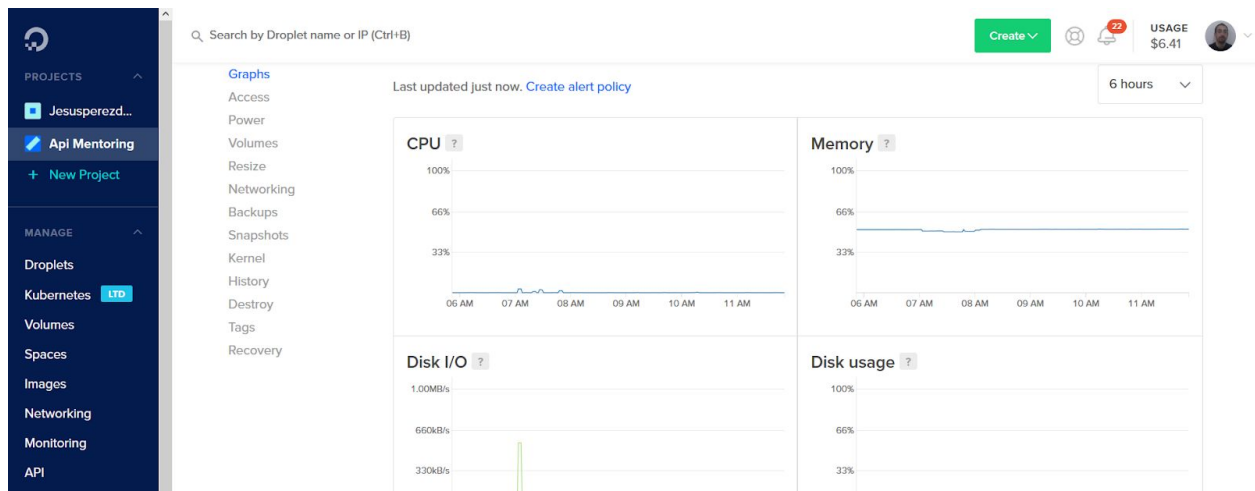 Search by Droplet name or IP (Ctrl+B)
Create
22
USAGE
$6.41
PROJECTS
Jesusperezd...
Api Mentoring
+ New Project
MANAGE
Droplets
Kubernetes LTD
Volumes
Spaces
Images
Networking
Monitoring
API
Graphs
Access
Power
Volumes
Resize
Networking
Backups
Snapshots
Kernel
History
Destroy
Tags
Recovery
Last updated just now. Create alert policy
6 hours
CPU ?
100%
66%
33%
06 AM 07 AM 08 AM 09 AM 10 AM 11 AM
Memory ?
100%
66%
33%
06 AM 07 AM 08 AM 09 AM 10 AM 11 AM
Disk I/O ?
1.00MB/s
660kB/s
330kB/s
Disk usage ?
100%
66%
33%